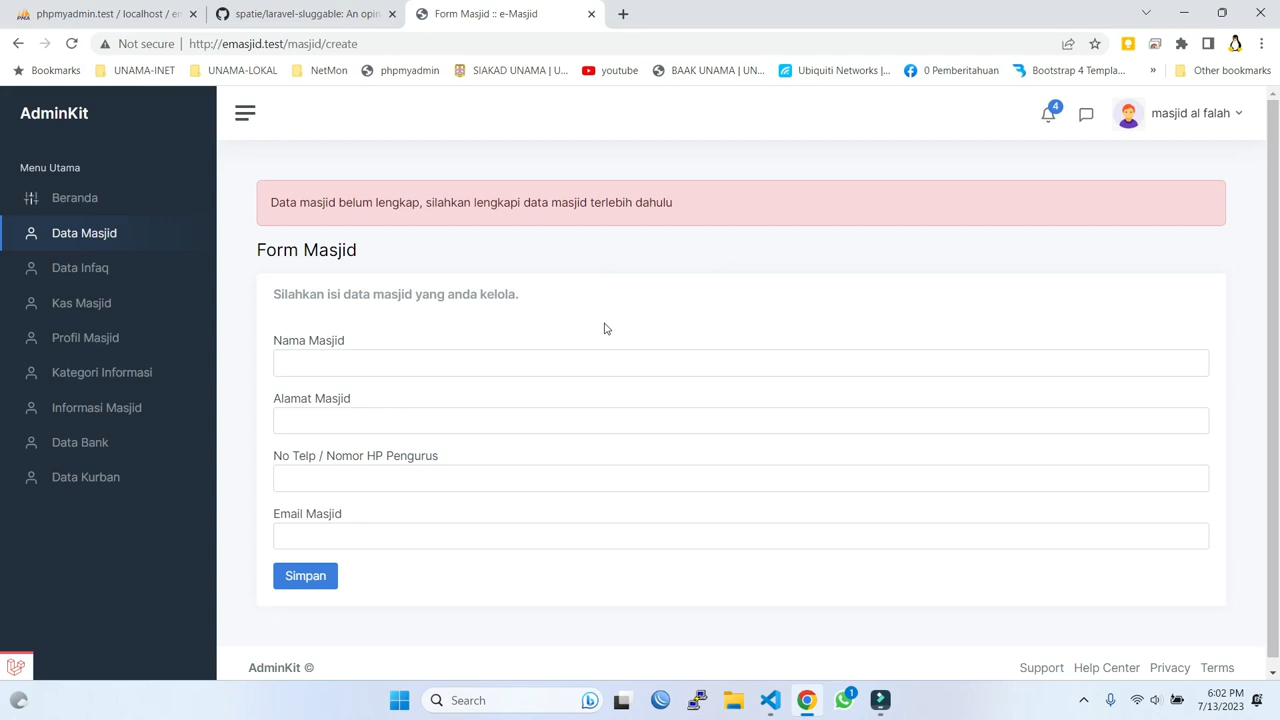 phpmyadmin.test / localhost / en
spatie/laravel-sluggable: An opin
Form Masjid :: e-Masjid
Not secure
http://emasjid.test/masjid/create
Bookmarks
UNAMA-INET
UNAMA-LOKAL
NetMon
phpmyadmin
SIAKAD UNAMA | U...
youtube
BAAK UNAMA | UN...
Ubiquiti Networks |...
0 Pemberitahuan
Bootstrap 4 Templa...
»
Other bookmarks
AdminKit
4
masjid al falah
Menu Utama
Beranda
Data Masjid
Data Infaq
Kas Masjid
Profil Masjid
Kategori Informasi
Informasi Masjid
Data Bank
Data Kurban
Data masjid belum lengkap, silahkan lengkapi data masjid terlebih dahulu
Form Masjid
Silahkan isi data masjid yang anda kelola.
Nama Masjid
Alamat Masjid
No Telp / Nomor HP Pengurus
Email Masjid
Simpan
AdminKit ©
Support
Help Center
Privacy
Terms
Search
1
6:02 PM
7/13/2023